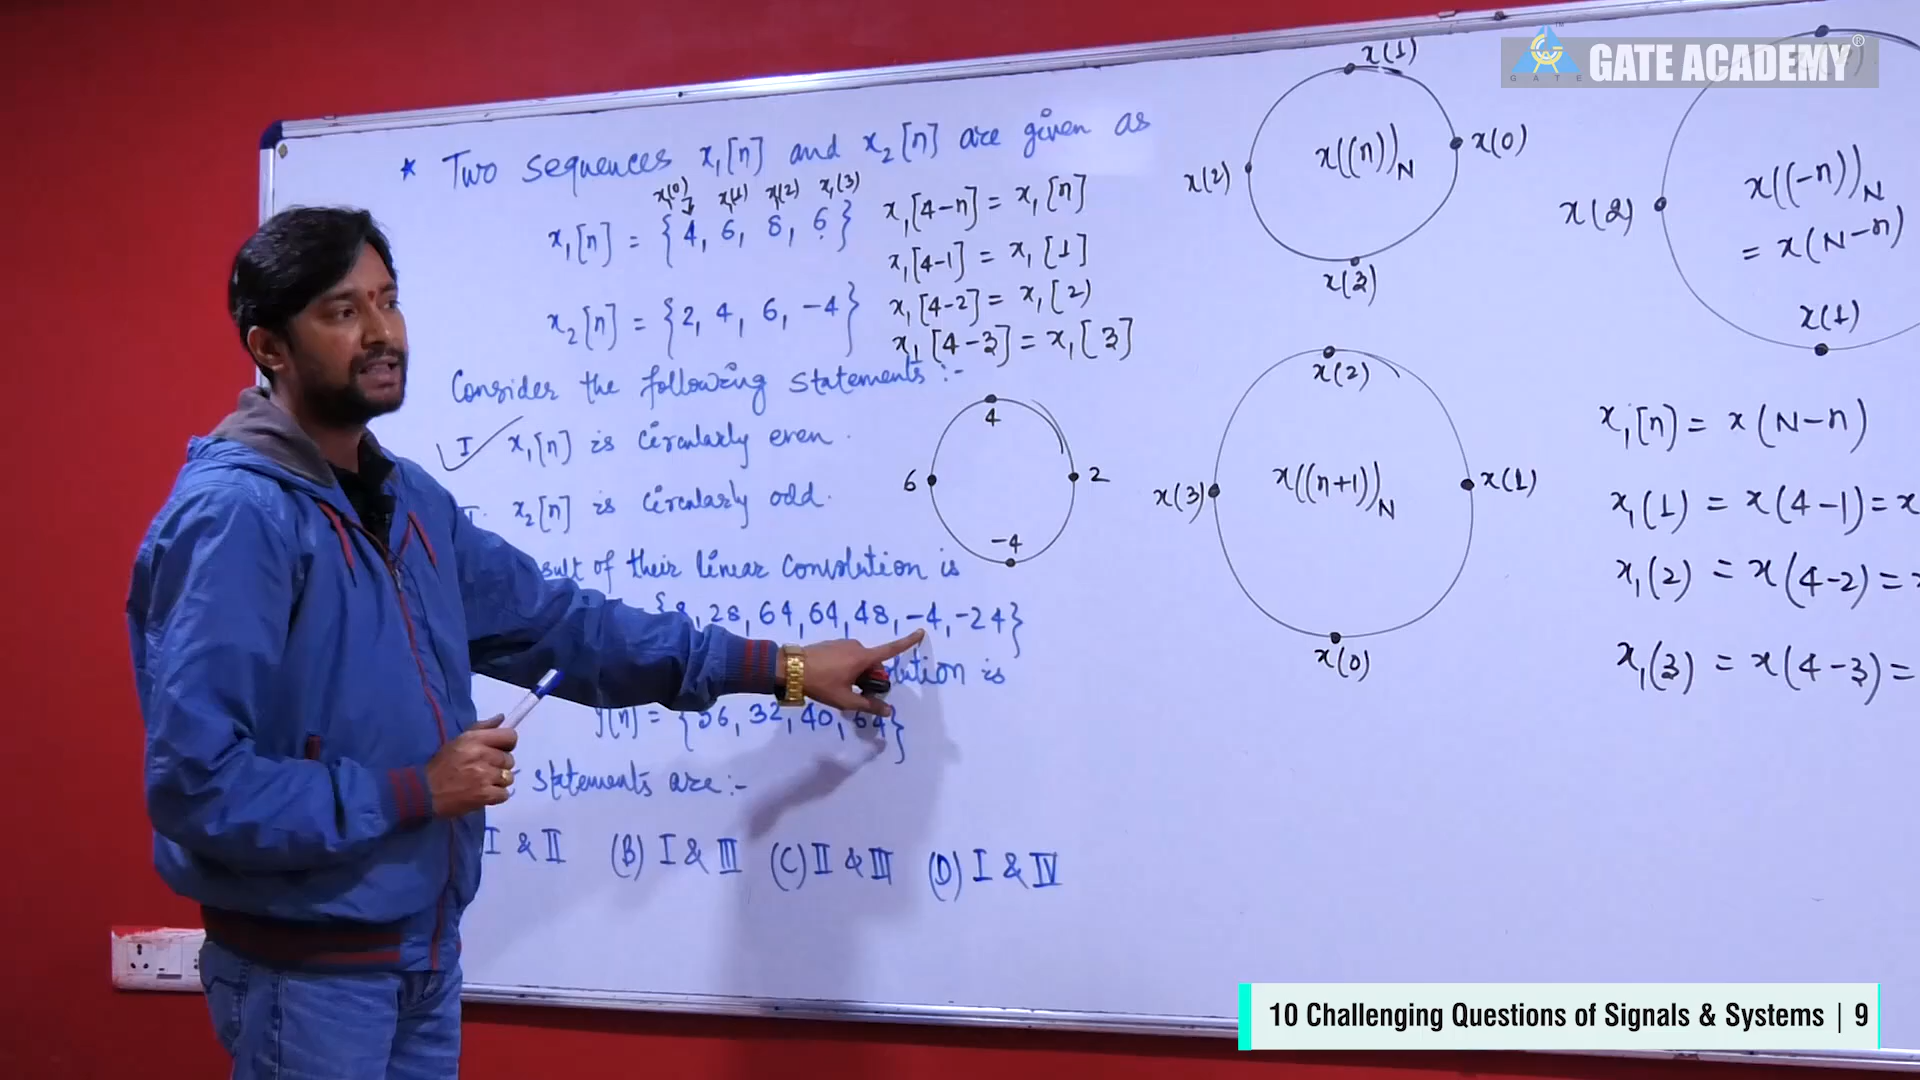 GATE ACADEMY®
GATE
* Two sequences x₁[n] and x₂[n] are given as
x₁(0) x₁(1) x₁(2) x₁(3)
x₁[n] = {4, 6, 8, 6}
x₂[n] = {2, 4, 6, -4}
x₁[4-n] = x₁[n]
x₁[4-1] = x₁[1]
x₁[4-2] = x₁[2)
x₁[4-3] = x₁[3]
Consider the following statements :-
I x₁[n] is circularly even.
x₂[n] is circularly odd.
of their linear convolution is
, 28, 64, 64, 48, -4, -24}
is
y[n] = {56, 32, 40, 64}
statements are :-
I & II (B) I & III (C) II & III (D) I & IV
4
6
2
-4
x(1)
x(2)
x((n))N
x(0)
x(3)
x(2)
x(3)
x((n+1))N
x(1)
x(0)
x(2)
x((-n))N
= x(N-n)
x(1)
x₁[n] = x(N-n)
x₁(1) = x(4-1) = x
x₁(2) = x(4-2) =
x₁(3) = x(4-3) =
10 Challenging Questions of Signals & Systems | 9